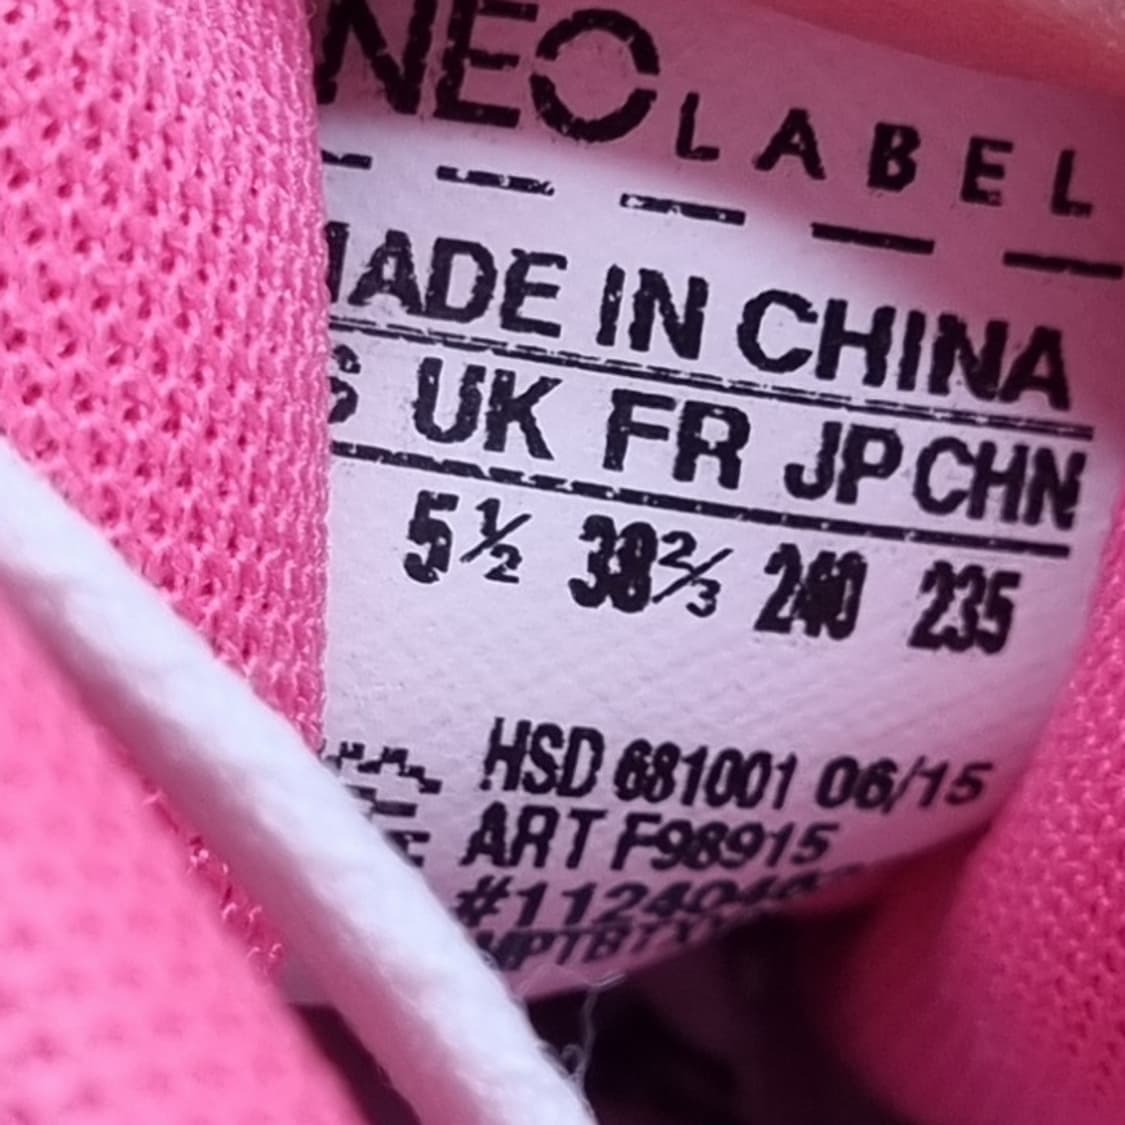 NEO LABEL
MADE IN CHINA
S UK FR JP CHN
5½ 38⅔ 240 235
HSD 681001 06/15
ART F98915